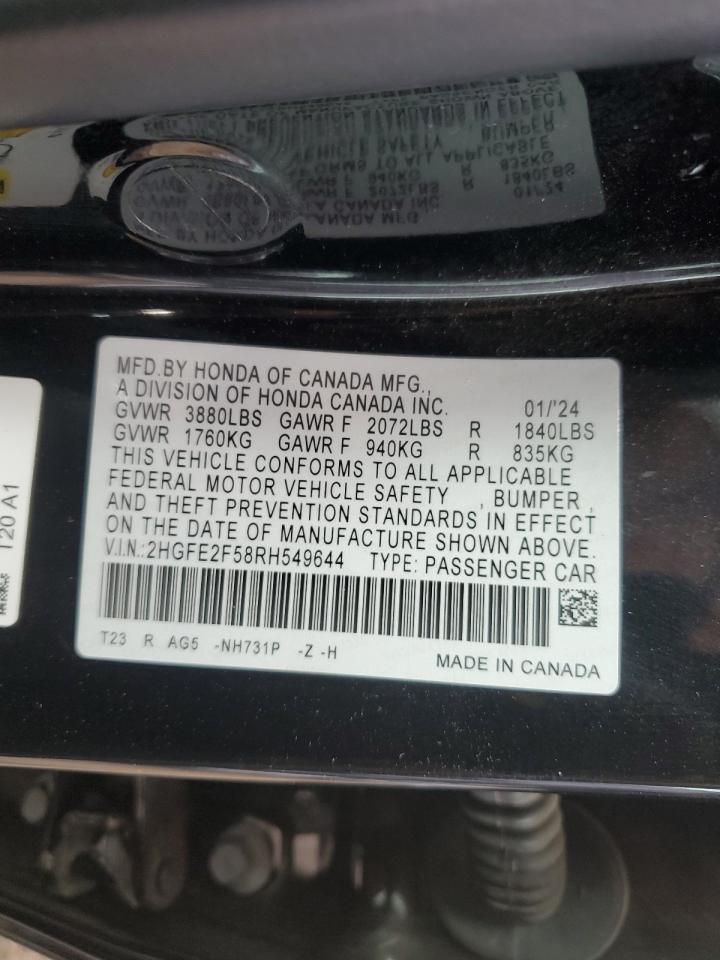 MFD.BY HONDA OF CANADA MFG.,
A DIVISION OF HONDA CANADA INC. 01/'24
GVWR 3880LBS GAWR F 2072LBS R 1840LBS
GVWR 1760KG GAWR F 940KG R 835KG
THIS VEHICLE CONFORMS TO ALL APPLICABLE
FEDERAL MOTOR VEHICLE SAFETY , BUMPER ,
AND THEFT PREVENTION STANDARDS IN EFFECT
ON THE DATE OF MANUFACTURE SHOWN ABOVE.
V.I.N.:2HGFE2F58RH549644 TYPE: PASSENGER CAR
T23 R AG5 -NH731P -Z -H
MADE IN CANADA
T20 A1